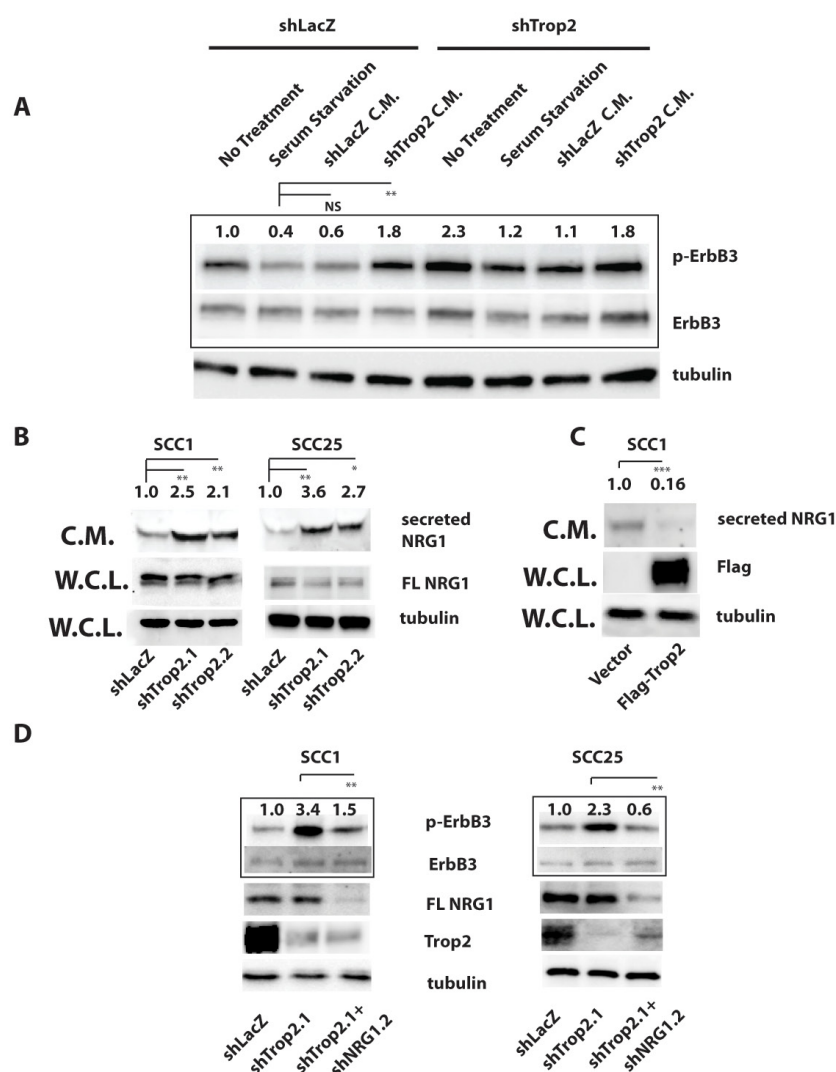 shLacZ shTrop2
A
No Treatment Serum Starvation shLacZ C.M. shTrop2 C.M. No Treatment Serum Starvation shLacZ C.M. shTrop2 C.M.
**
NS
1.0 0.4 0.6 1.8 2.3 1.2 1.1 1.8
p-ErbB3
ErbB3
tubulin
B
SCC1 SCC25
** ** ** *
1.0 2.5 2.1 1.0 3.6 2.7
C.M. secreted
NRG1
W.C.L. FL NRG1
W.C.L. tubulin
shLacZ shTrop2.1 shTrop2.2 shLacZ shTrop2.1 shTrop2.2
C
SCC1
***
1.0 0.16
C.M. secreted NRG1
W.C.L. Flag
W.C.L. tubulin
Vector Flag-Trop2
D
SCC1 SCC25
** **
1.0 3.4 1.5 1.0 2.3 0.6
p-ErbB3
ErbB3
FL NRG1
Trop2
tubulin
shLacZ shTrop2.1 shTrop2.1+ shLacZ shTrop2.1 shTrop2.1+
shNRG1.2 shNRG1.2